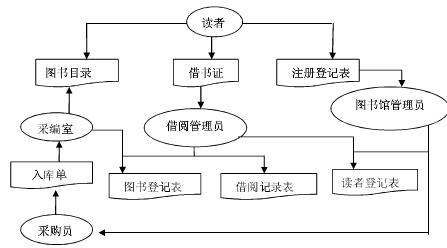 读者
图书目录
借书证
注册登记表
图书馆管理员
采编室
借阅管理员
入库单
图书登记表
借阅记录表
读者登记表
采购员